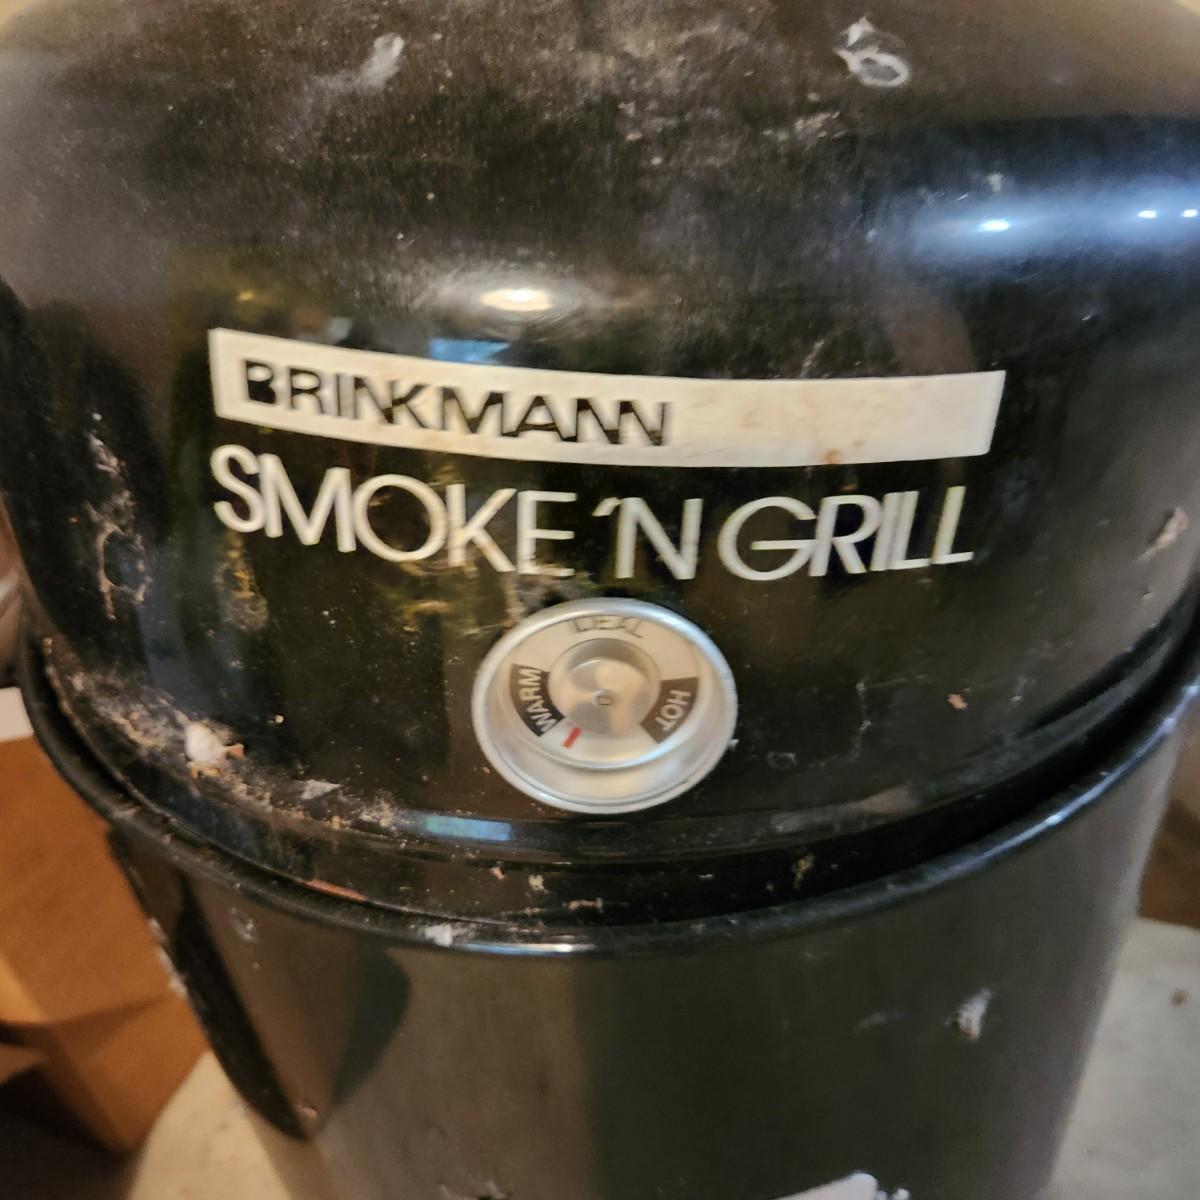 BRINKMANN
SMOKE 'N GRILL
IDEAL
WARM
HOT